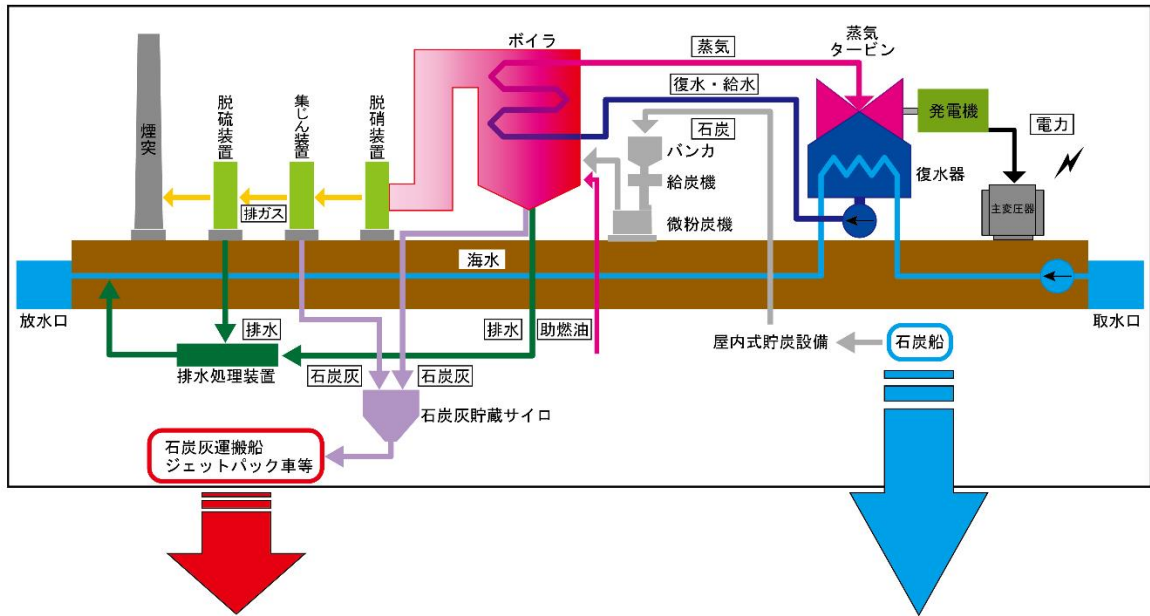 ボイラ
蒸気
蒸気
タービン
復水・給水
石炭
発電機
電力
煙突
脱硫装置
集じん装置
脱硝装置
バンカ
給炭機
微粉炭機
復水器
主変圧器
排ガス
海水
放水口
取水口
排水
排水
助燃油
屋内式貯炭設備
石炭船
排水処理装置
石炭灰
石炭灰
石炭灰貯蔵サイロ
石炭灰運搬船
ジェットパック車等